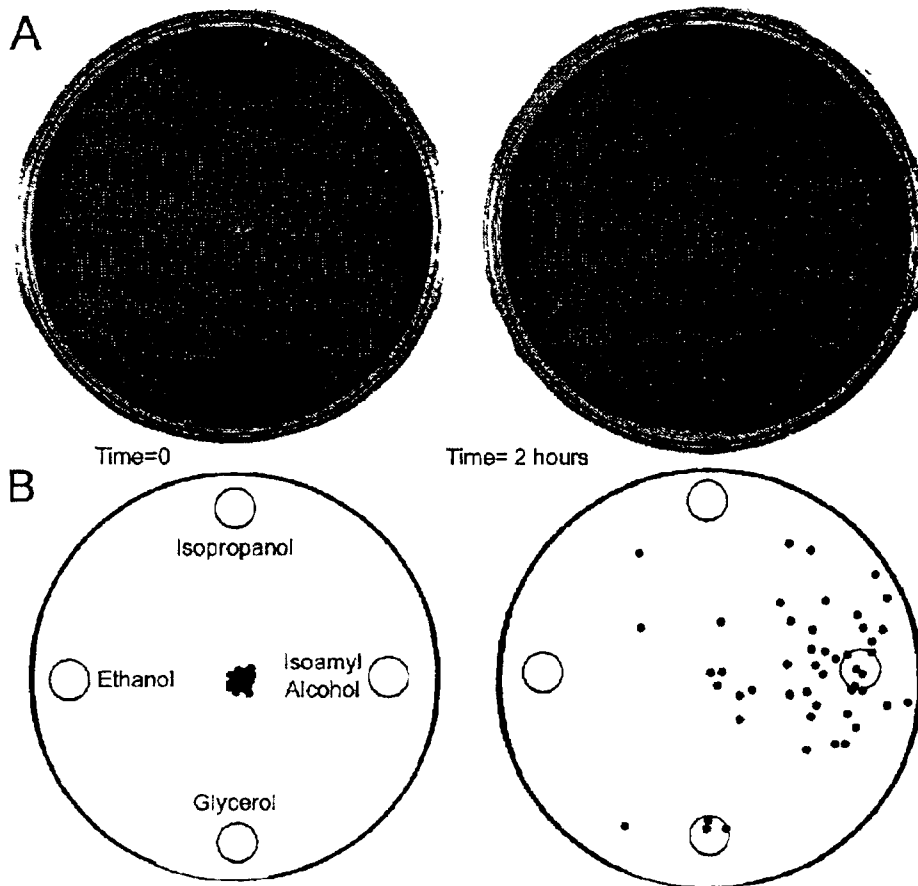 A
Time=0
Time= 2 hours
B
Isopropanol
Ethanol
Isoamyl
Alcohol
Glycerol